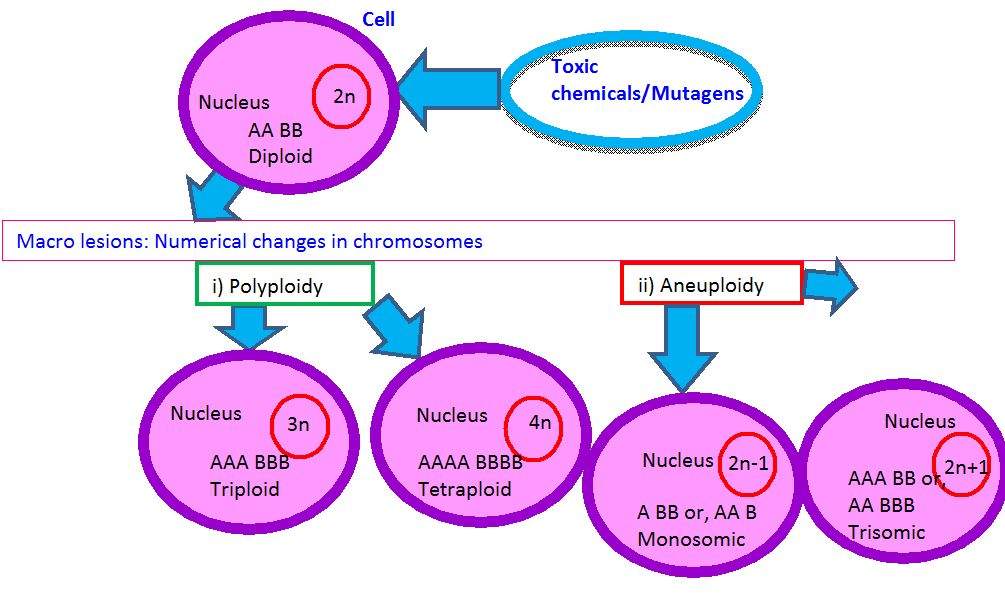 Cell
Toxic
chemicals/Mutagens
Nucleus
2n
AA BB
Diploid
Macro lesions: Numerical changes in chromosomes
i) Polyploidy
ii) Aneuploidy
Nucleus
3n
AAA BBB
Triploid
Nucleus
4n
AAAA BBBB
Tetraploid
Nucleus
2n-1
A BB or, AA B
Monosomic
Nucleus
2n+1
AAA BB or,
AA BBB
Trisomic